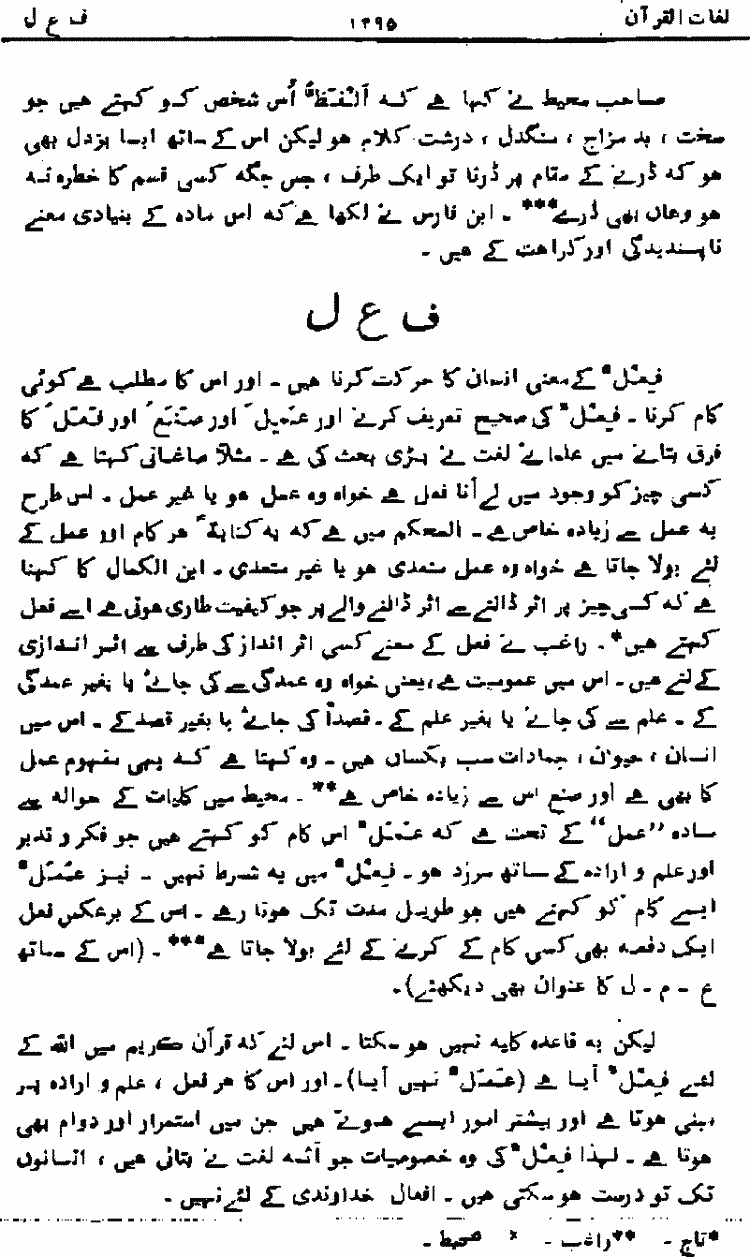 لغات القرآن ۱۲۹۵ ف ع ل
صاحب محیط نے کہا ہے کہ اَلْفَظُّ اُس شخص کو کہتے ہیں جو
سخت ، بد مزاج ، سنگدل ، درشت کلام ہو لیکن اس کے ساتھ ایسا بزدل بھی
ہو کہ ڈرنے کے مقام پر ڈرنا تو ایک طرف ، جس جگہ کسی قسم کا خطرہ نہ
ہو وہاں بھی ڈرے*** ۔ ابن فارس نے لکھا ہے کہ اس مادہ کے بنیادی معنے
ناپسندیدگی اور کراہت کے ہیں ۔
ف ع ل
فِعْلٌ کے معنی انسان کا حرکت کرنا ہیں ۔ اور اس کا مطلب ہے کوئی
کام کرنا ۔ فِعْلٌ کی صحیح تعریف کرنے اور عَمِلَ اور صَنَعَ اور فَعَلَ کا
فرق بتانے میں علمائے لغت نے بڑی بحث کی ہے ۔ مثلاً صاغانی کہتا ہے کہ
کسی چیز کو وجود میں لے آنا فعل ہے خواہ وہ عمل ہو یا غیر عمل ۔ اس طرح
یہ عمل سے زیادہ خاص ہے ۔ المحکم میں ہے کہ یہ کنایۃً ہر کام اور عمل کے
لئے بولا جاتا ہے خواہ وہ عمل متعدی ہو یا غیر متعدی ۔ ابن الکمال کا کہنا
ہے کہ کسی چیز پر اثر ڈالنے سے اثر ڈالنے والے پر جو کیفیت طاری ہوتی ہے اسے فعل
کہتے ہیں* ۔ راغب نے فعل کے معنے کسی اثر انداز کی طرف سے اثر اندازی
کے لئے ہیں ۔ اس میں عمومیت ہے ، یعنی خواہ وہ عمدگی سے کی جائے یا بغیر عمدگی
کے ۔ علم سے کی جائے یا بغیر علم کے ۔ قصداً کی جائے یا بغیر قصد کے ۔ اس میں
انسان ، حیوان ، جمادات سب یکساں ہیں ۔ وہ کہتا ہے کہ یہی مفہوم عمل
کا بھی ہے اور صنع اس سے زیادہ خاص ہے** ۔ محیط میں کلیات کے حوالہ سے
مادہ ”عمل“ کے تحت ہے کہ عَمَلٌ اس کام کو کہتے ہیں جو فکر و تدبر
اور علم و ارادہ کے ساتھ سرزد ہو ۔ فِعْلٌ میں یہ شرط نہیں ۔ نیز عَمَلٌ
ایسے کام کو کہتے ہیں جو طویل مدت تک ہوتا رہے ۔ اس کے برعکس فعل
ایک دفعہ بھی کسی کام کے کرنے کے لئے بولا جاتا ہے*** ۔ (اس کے ساتھ
ع ۔ م ۔ ل کا عنوان بھی دیکھئے) ۔
لیکن یہ قاعدہ کلیہ نہیں ہو سکتا ۔ اس لئے کہ قرآن کریم میں اللہ کے
لئے فِعْلٌ آیا ہے (عَمَلٌ نہیں آیا) ۔ اور اس کا ہر فعل ، علم و ارادہ پر
مبنی ہوتا ہے اور بیشتر امور ایسے ہوتے ہیں جن میں استمرار اور دوام بھی
ہوتا ہے ۔ لہذا فِعْلٌ کی وہ خصوصیات جو آئمہ لغت نے بتائی ہیں ، انسانوں
تک تو درست ہو سکتی ہیں ۔ افعال خداوندی کے لئے نہیں ۔
*تاج ۔ **راغب ۔ * محیط ۔